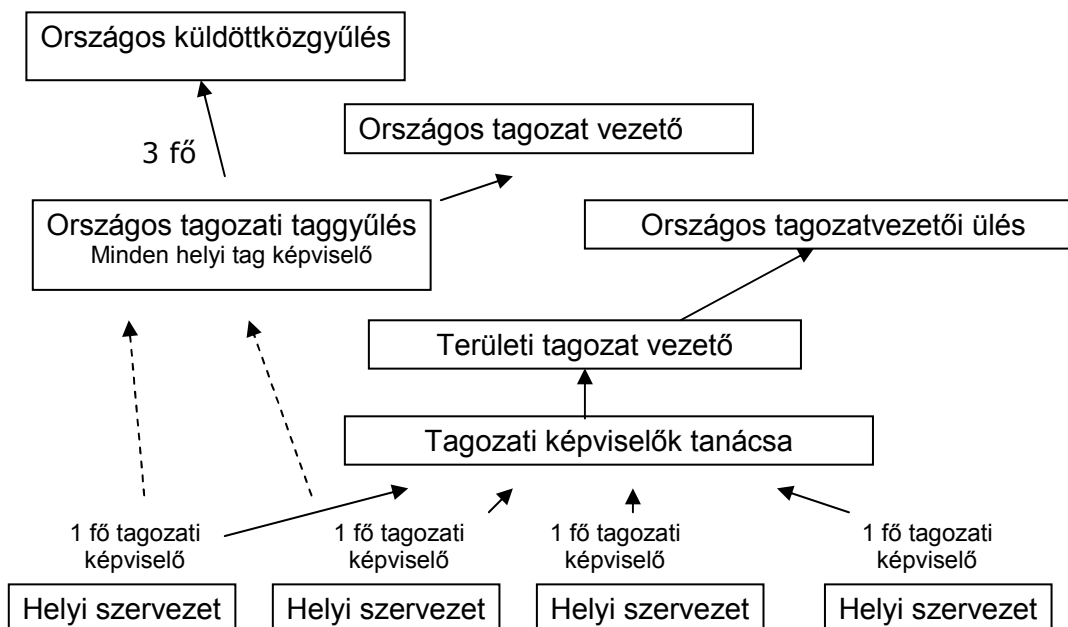 Országos küldöttközgyűlés
Országos tagozat vezető
3 fő
Országos tagozati taggyűlés
Minden helyi tag képviselő
Országos tagozatvezetői ülés
Területi tagozat vezető
Tagozati képviselők tanácsa
1 fő tagozati
képviselő
1 fő tagozati
képviselő
1 fő tagozati
képviselő
1 fő tagozati
képviselő
Helyi szervezet
Helyi szervezet
Helyi szervezet
Helyi szervezet